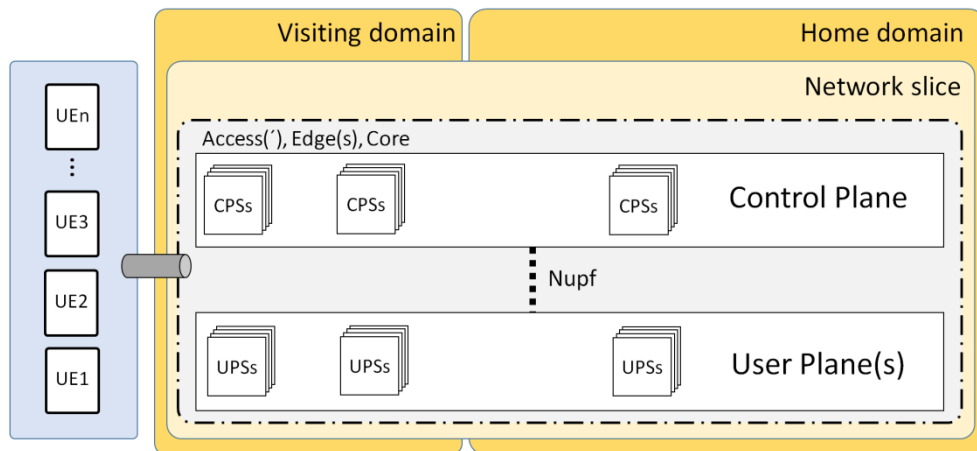 Visiting domain
Home domain
Network slice
Access(´), Edge(s), Core
UEn
...
UE3
UE2
UE1
CPSs
CPSs
CPSs
Control Plane
Nupf
UPSs
UPSs
UPSs
User Plane(s)